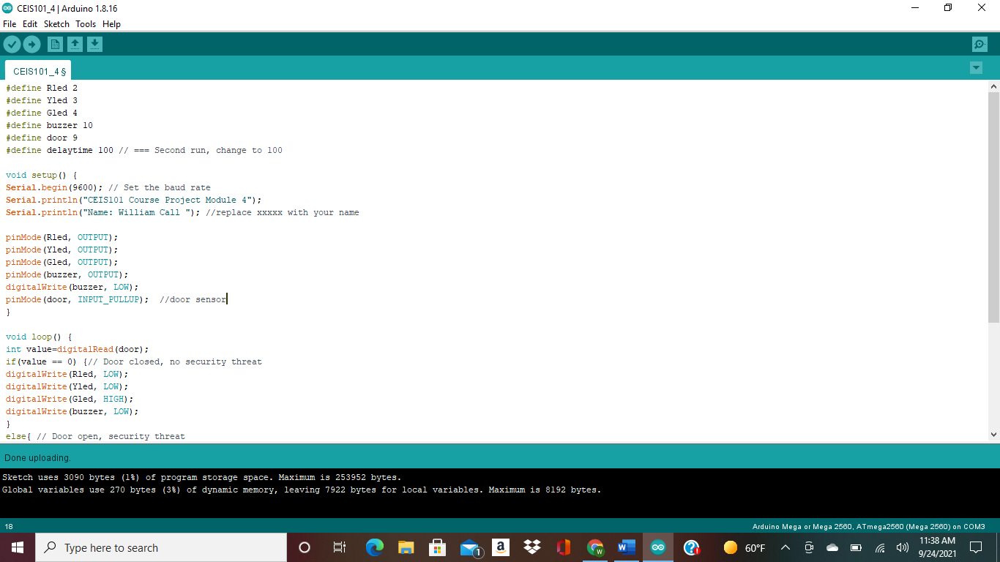 CEIS101_4 | Arduino 1.8.16
File Edit Sketch Tools Help
CEIS101_4 §
#define Rled 2
#define Yled 3
#define Gled 4
#define buzzer 10
#define door 9
#define delaytime 100 // === Second run, change to 100
void setup() {
Serial.begin(9600); // Set the baud rate
Serial.println("CEIS101 Course Project Module 4");
Serial.println("Name: William Call "); //replace xxxxx with your name
pinMode(Rled, OUTPUT);
pinMode(Yled, OUTPUT);
pinMode(Gled, OUTPUT);
pinMode(buzzer, OUTPUT);
digitalWrite(buzzer, LOW);
pinMode(door, INPUT_PULLUP);  //door sensor
}
void loop() {
int value=digitalRead(door);
if(value == 0) {// Door closed, no security threat
digitalWrite(Rled, LOW);
digitalWrite(Yled, LOW);
digitalWrite(Gled, HIGH);
digitalWrite(buzzer, LOW);
}
else{ // Door open, security threat
Done uploading.
Sketch uses 3090 bytes (1%) of program storage space. Maximum is 253952 bytes.
Global variables use 270 bytes (3%) of dynamic memory, leaving 7922 bytes for local variables. Maximum is 8192 bytes.
18
Arduino Mega or Mega 2560, ATmega2560 (Mega 2560) on COM3
Type here to search
1
a
W
W
60°F
11:38 AM
9/24/2021